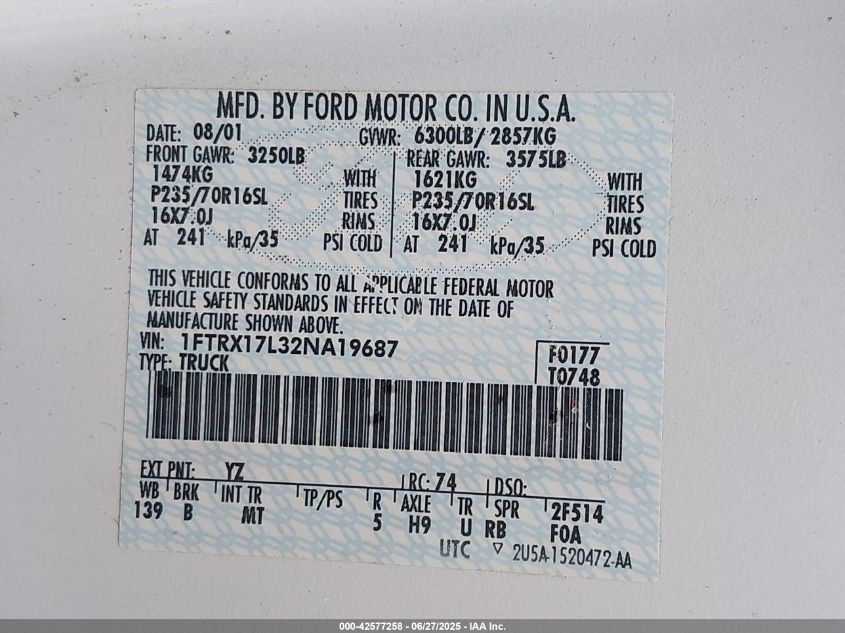 MFD. BY FORD MOTOR CO. IN U.S.A.
DATE: 08/01 GVWR: 6300LB/ 2857KG
FRONT GAWR: 3250LB REAR GAWR: 3575LB
1474KG WITH 1621KG WITH
P235/70R16SL TIRES P235/70R16SL TIRES
16X7.0J RIMS 16X7.0J RIMS
AT 241 kPa/35 PSI COLD AT 241 kPa/35 PSI COLD
THIS VEHICLE CONFORMS TO ALL APPLICABLE FEDERAL MOTOR
VEHICLE SAFETY STANDARDS IN EFFECT ON THE DATE OF
MANUFACTURE SHOWN ABOVE.
VIN: 1FTRX17L32NA19687 F0177
TYPE: TRUCK T0748
EXT PNT: YZ RC: 74 DSO:
WB BRK INT TR TP/PS R AXLE TR SPR 2F514
139 B MT 5 H9 U RB F0A
UTC ▽ 2U5A-1520472-AA
000-42577258 - 06/27/2025 - IAA Inc.